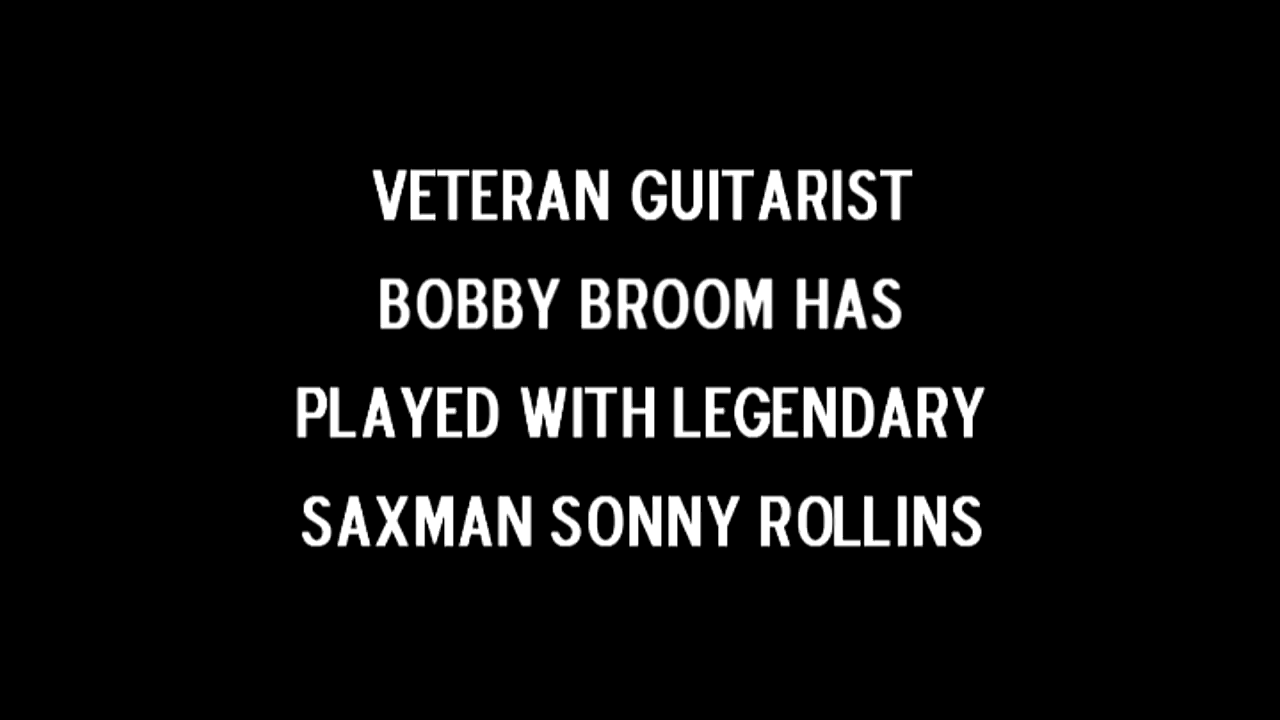 VETERAN GUITARIST
BOBBY BROOM HAS
PLAYED WITH LEGENDARY
SAXMAN SONNY ROLLINS